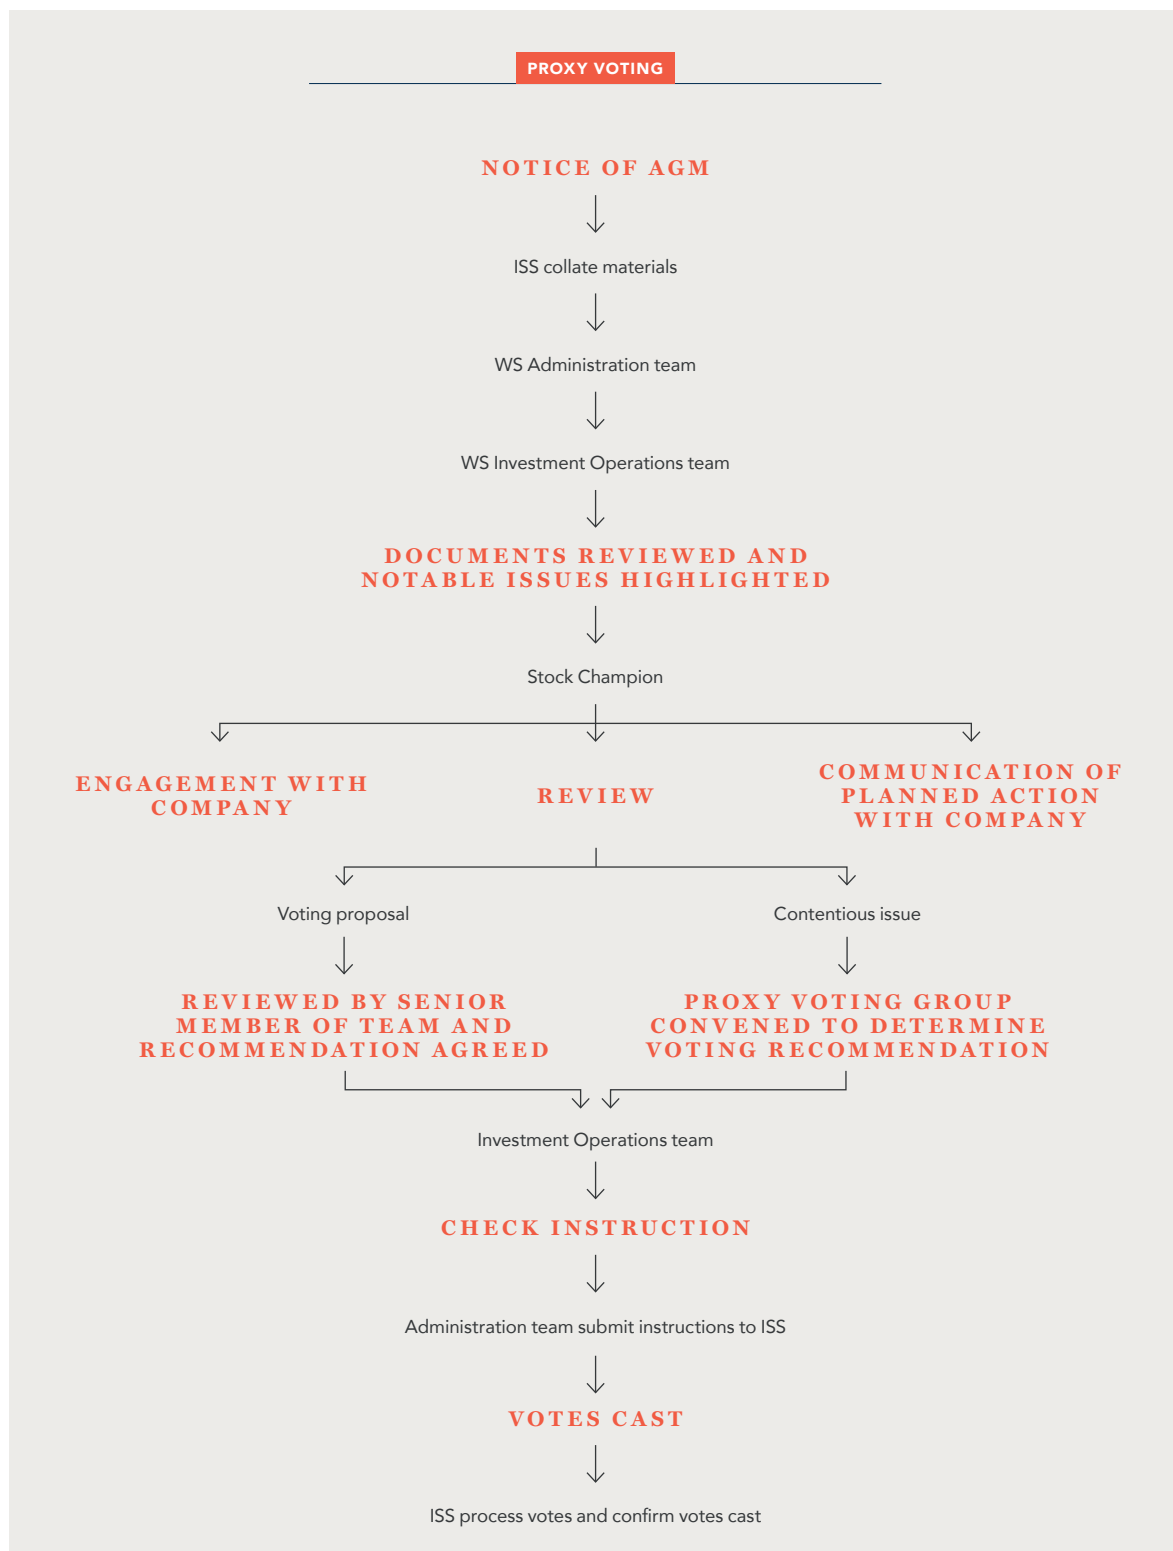 PROXY VOTING
NOTICE OF AGM
ISS collate materials
WS Administration team
WS Investment Operations team
DOCUMENTS REVIEWED AND
NOTABLE ISSUES HIGHLIGHTED
Stock Champion
ENGAGEMENT WITH
COMPANY
REVIEW
COMMUNICATION OF
PLANNED ACTION
WITH COMPANY
Voting proposal
Contentious issue
REVIEWED BY SENIOR
MEMBER OF TEAM AND
RECOMMENDATION AGREED
PROXY VOTING GROUP
CONVENED TO DETERMINE
VOTING RECOMMENDATION
Investment Operations team
CHECK INSTRUCTION
Administration team submit instructions to ISS
VOTES CAST
ISS process votes and confirm votes cast